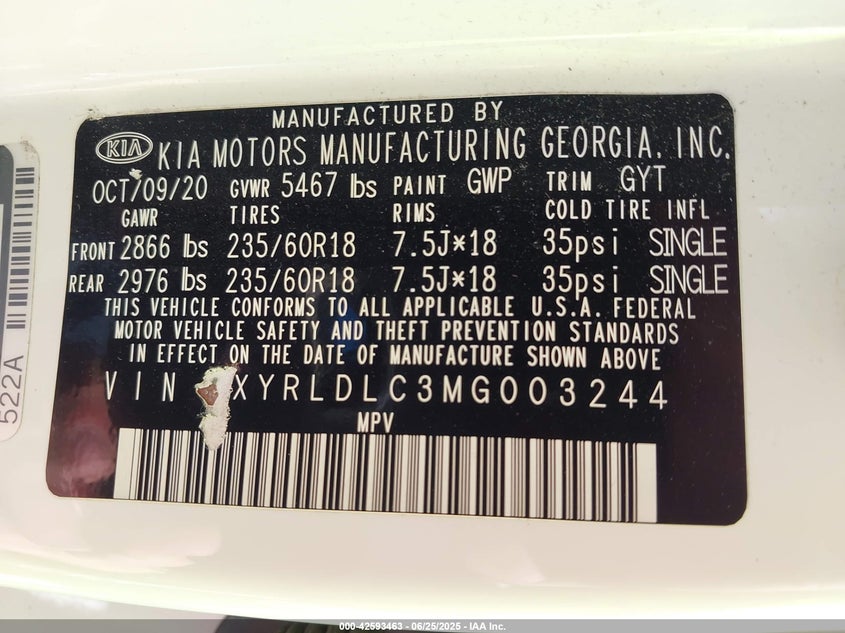 MANUFACTURED BY
KIA KIA MOTORS MANUFACTURING GEORGIA, INC.
OCT/09/20 GVWR 5467 lbs PAINT GWP TRIM GYT
GAWR TIRES RIMS COLD TIRE INFL
FRONT 2866 lbs 235/60R18 7.5J*18 35psi SINGLE
REAR 2976 lbs 235/60R18 7.5J*18 35psi SINGLE
THIS VEHICLE CONFORMS TO ALL APPLICABLE U.S.A. FEDERAL
MOTOR VEHICLE SAFETY AND THEFT PREVENTION STANDARDS
IN EFFECT ON THE DATE OF MANUFACTURE SHOWN ABOVE
VIN XYRLDLC3MG003244
MPV
522A
000-42593463 - 06/25/2025 - IAA Inc.